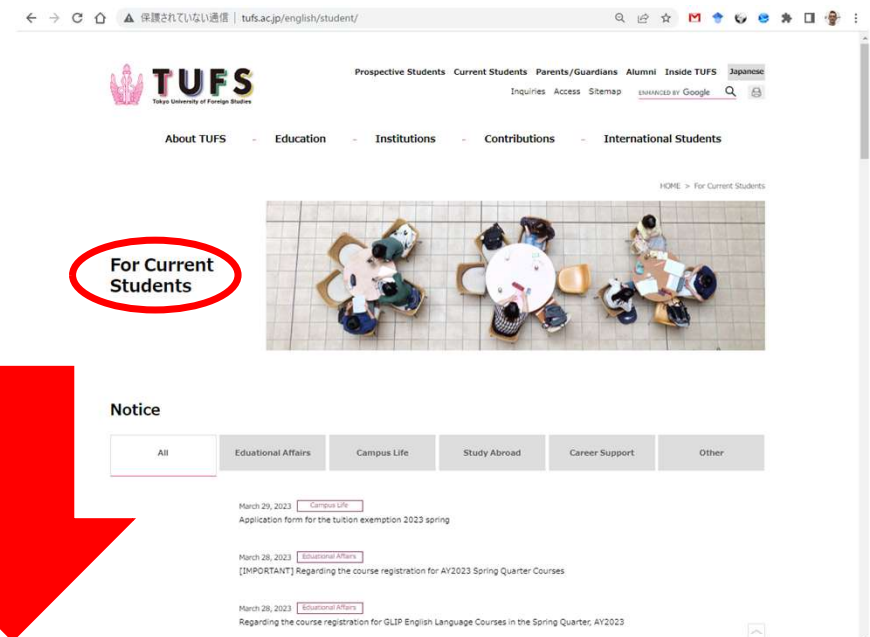 保護されていない通信 | tufs.ac.jp/english/student/
TUFS
Tokyo University of Foreign Studies
Prospective Students Current Students Parents/Guardians Alumni Inside TUFS Japanese
Inquiries Access Sitemap ENHANCED BY Google
About TUFS - Education - Institutions - Contributions - International Students
HOME > For Current Students
For Current
Students
Notice
All Eduational Affairs Campus Life Study Abroad Career Support Other
March 29, 2023 Campus Life
Application form for the tuition exemption 2023 spring
March 28, 2023 Eduational Affairs
[IMPORTANT] Regarding the course registration for AY2023 Spring Quarter Courses
March 28, 2023 Eduational Affairs
Regarding the course registration for GLIP English Language Courses in the Spring Quarter, AY2023